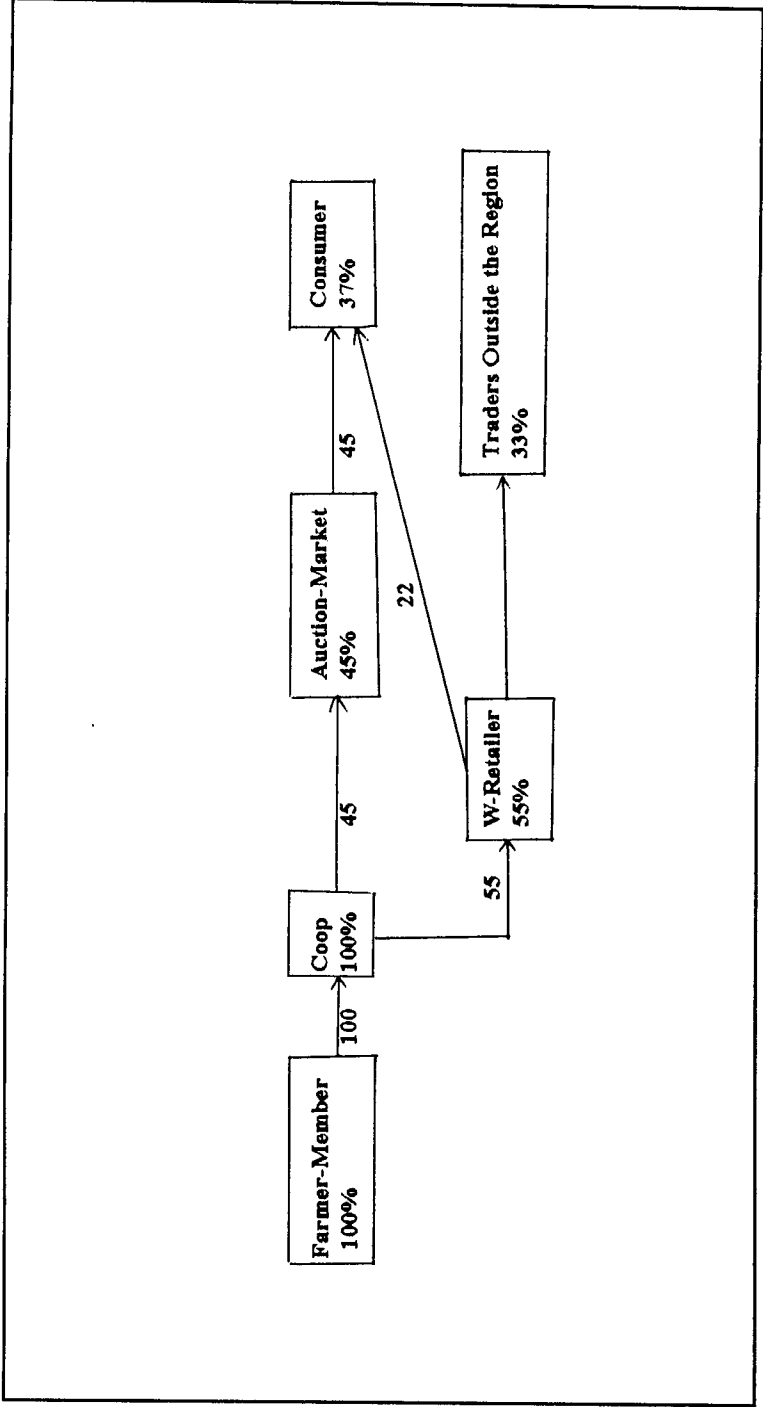 Farmer-Member
100%
100
Coop
100%
45
55
Auction-Market
45%
W-Retailer
55%
45
22
Consumer
37%
Traders Outside the Region
33%